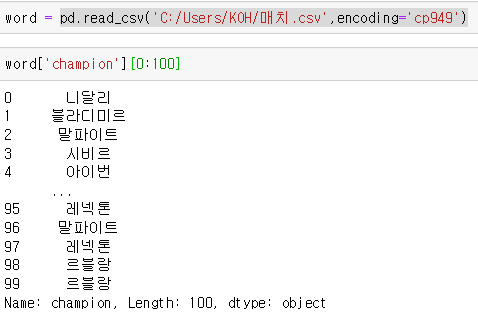 word = pd.read_csv('C:/Users/KOH/매치.csv',encoding='cp949')
word['champion'][0:100]
0 니달리
1 블라디미르
2 말파이트
3 시비르
4 아이번
...
95 레넥톤
96 말파이트
97 레넥톤
98 르블랑
99 르블랑
Name: champion, Length: 100, dtype: object